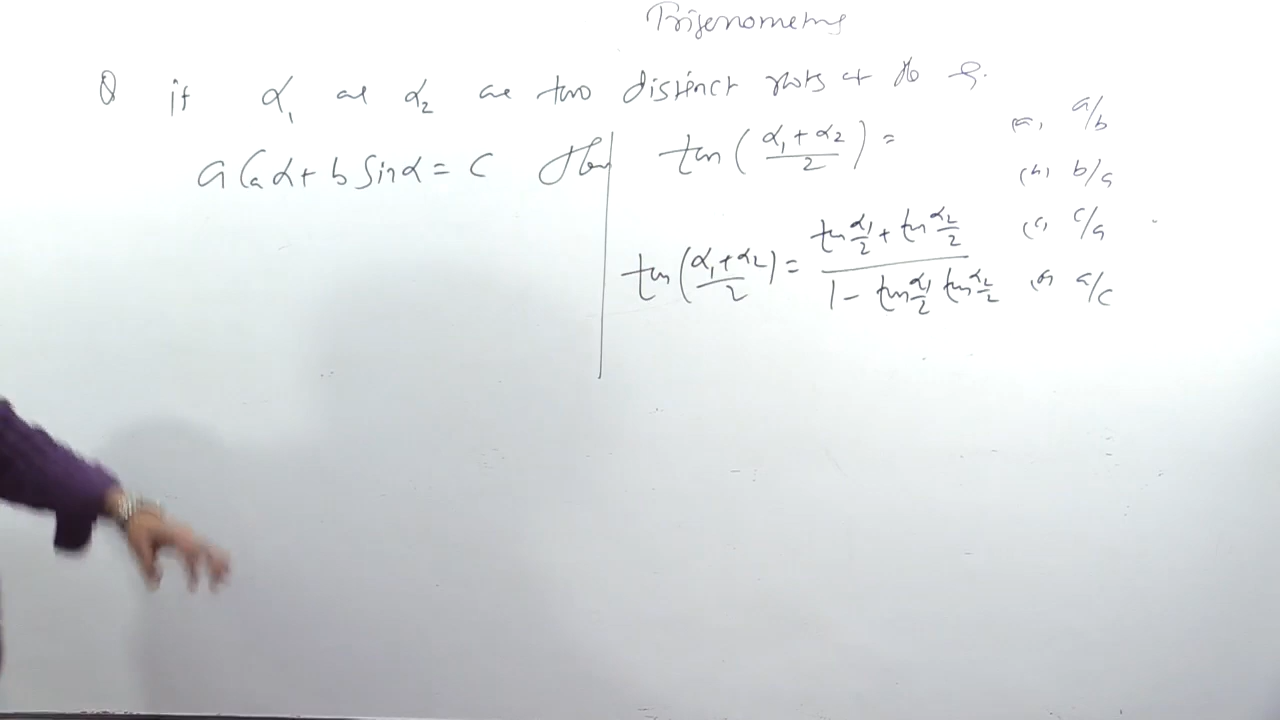 Trigonometry
Q if α₁ and α₂ are two distinct roots of the eq.
a Cos α + b Sin α = c then tan(α₁ + α₂ / 2) =
(a) a/b
(b) b/a
tan(α₁+α₂ / 2) = tan α₁/2 + tan α₂/2 / 1 - tan α₁/2 tan α₂/2
(c) c/a
(d) a/c